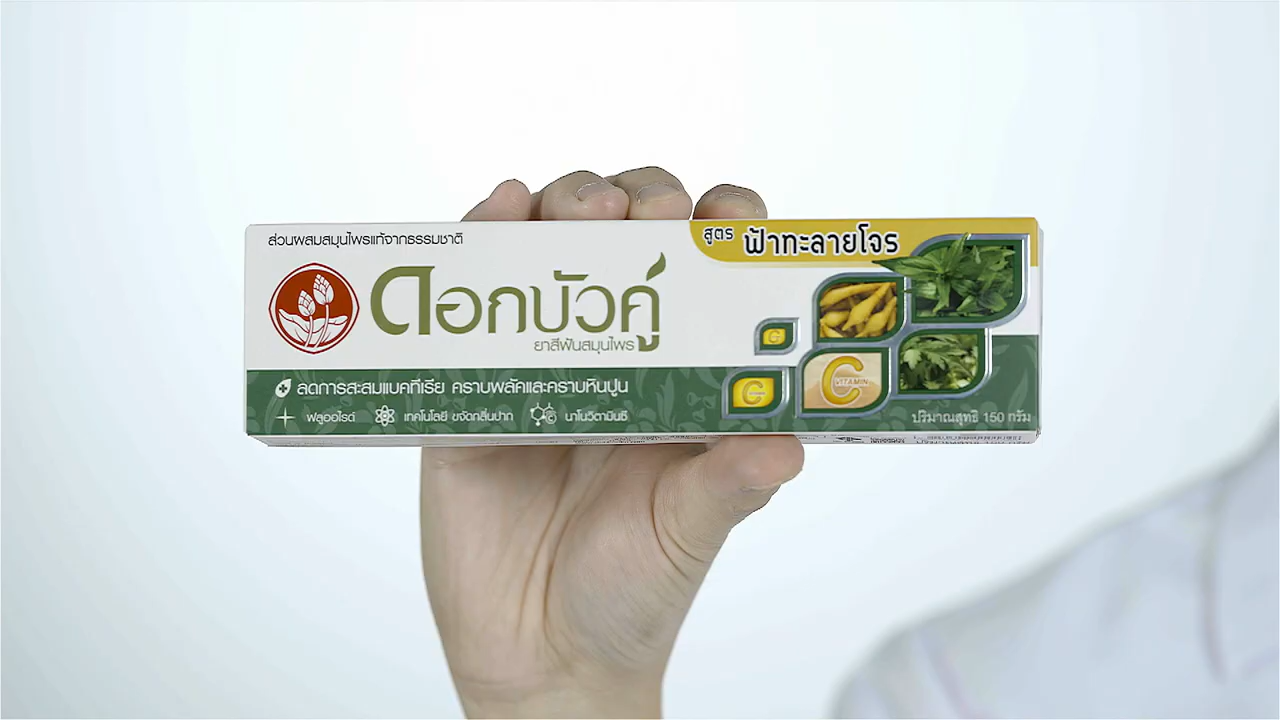 ส่วนผสมสมุนไพรแท้จากธรรมชาติ
สูตร ฟ้าทะลายโจร
ดอกบัวคู่
ยาสีฟันสมุนไพร
C
C
C
VITAMIN
ลดการสะสมแบคทีเรีย คราบพลัคและคราบหินปูน
ฟลูออไรด์ เทคโนโลยี ขจัดกลิ่นปาก นาโนวิตามินซี
ปริมาณสุทธิ 150 กรัม